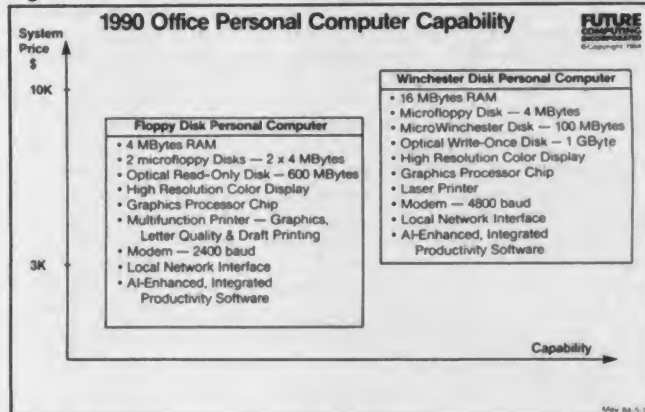 1990 Office Personal Computer Capability
FUTURE
COMPUTING
INCORPORATED
©Copyright 1984
System
Price
$
10K
3K
Floppy Disk Personal Computer
• 4 MBytes RAM
• 2 microfloppy Disks — 2 x 4 MBytes
• Optical Read-Only Disk — 600 MBytes
• High Resolution Color Display
• Graphics Processor Chip
• Multifunction Printer — Graphics,
Letter Quality & Draft Printing
• Modem — 2400 baud
• Local Network Interface
• AI-Enhanced, Integrated
Productivity Software
Winchester Disk Personal Computer
• 16 MBytes RAM
• Microfloppy Disk — 4 MBytes
• MicroWinchester Disk — 100 MBytes
• Optical Write-Once Disk — 1 GByte
• High Resolution Color Display
• Graphics Processor Chip
• Laser Printer
• Modem — 4800 baud
• Local Network Interface
• AI-Enhanced, Integrated
Productivity Software
Capability